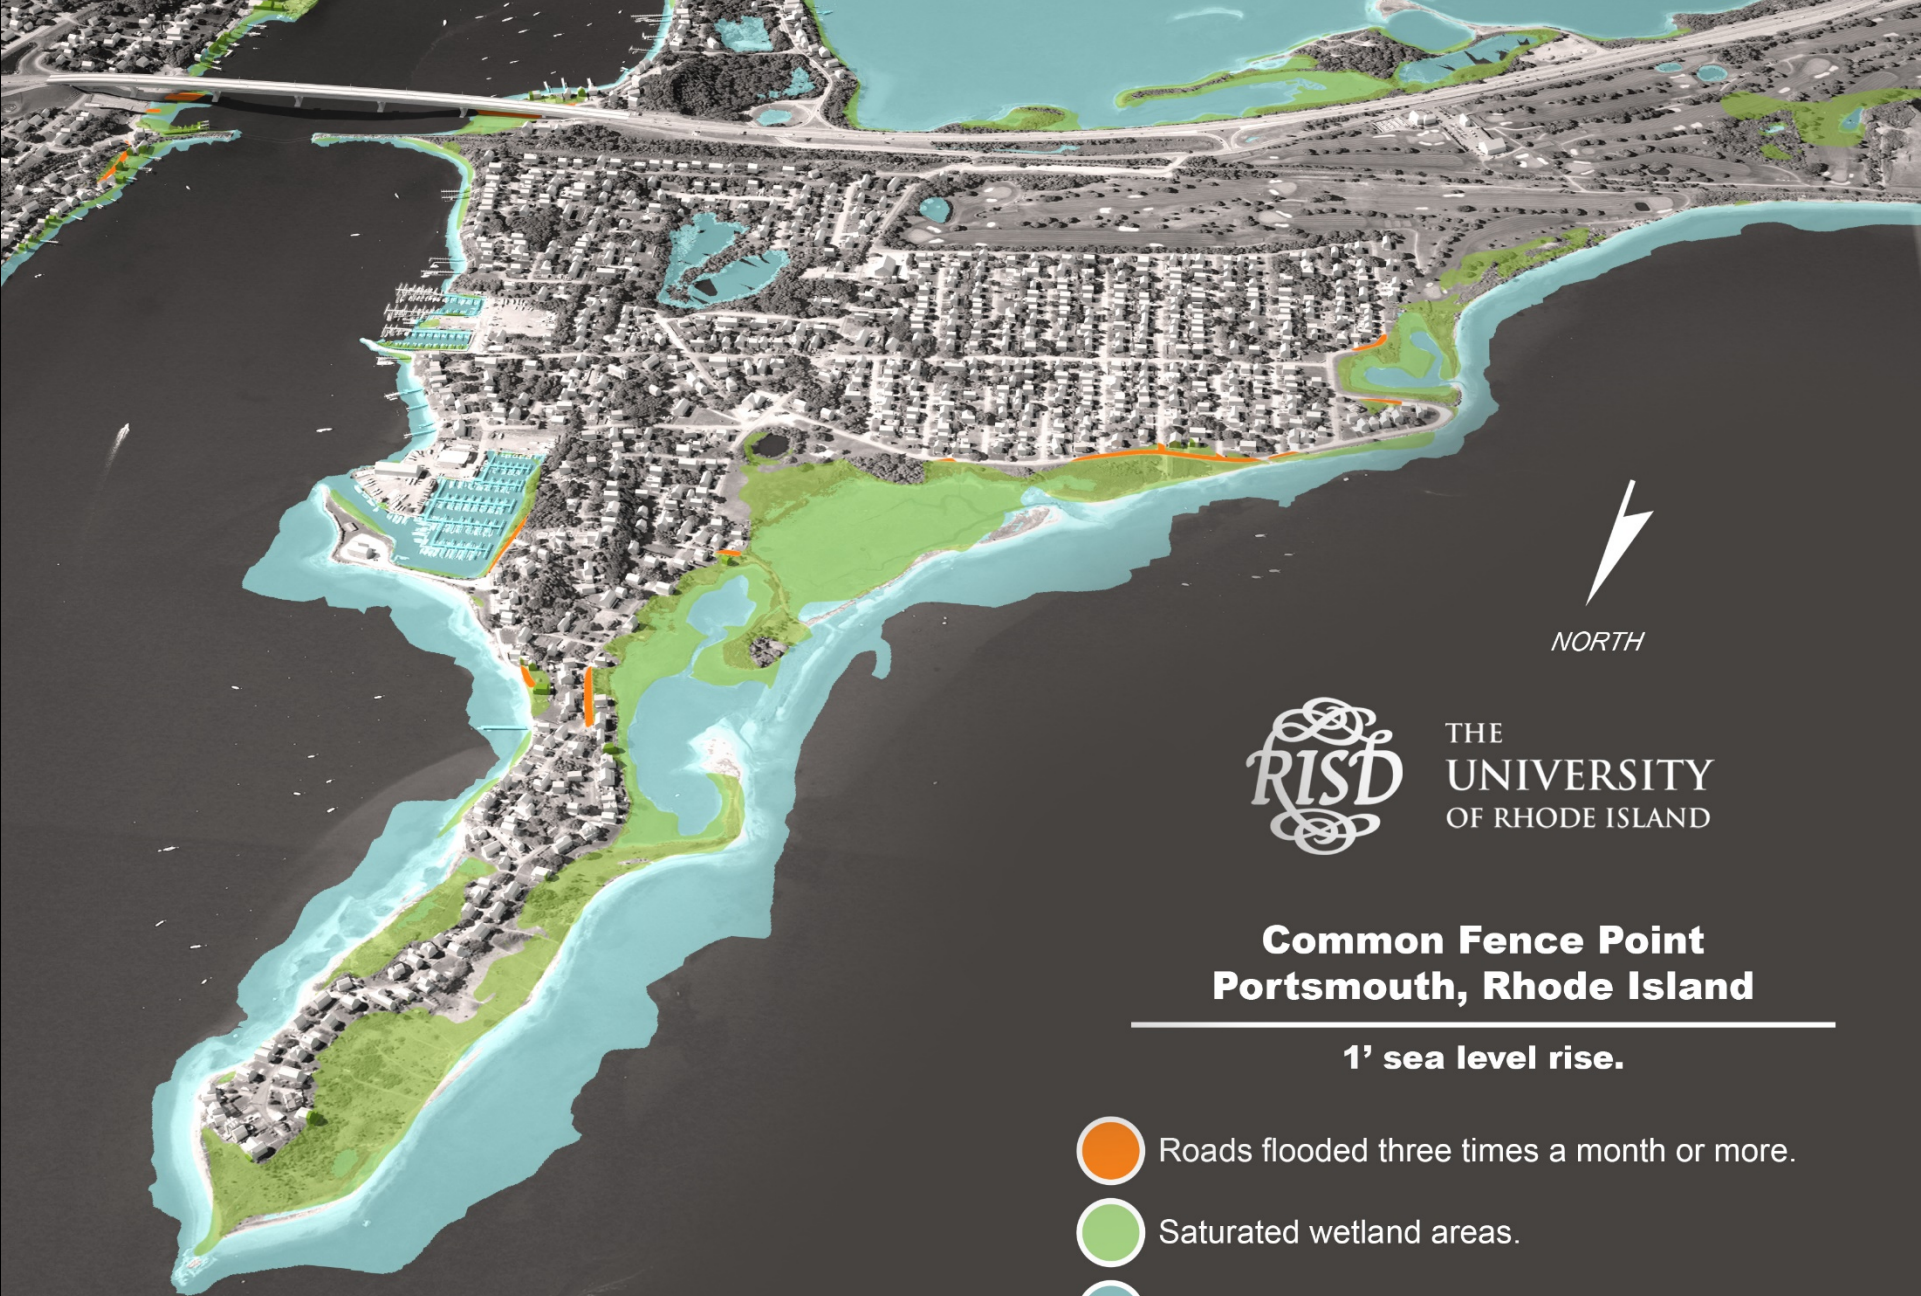 NORTH
RISD
THE
UNIVERSITY
OF RHODE ISLAND
Common Fence Point
Portsmouth, Rhode Island
1’ sea level rise.
Roads flooded three times a month or more.
Saturated wetland areas.